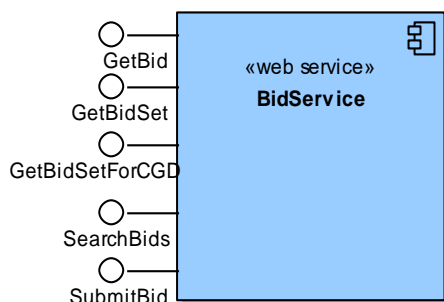 GetBid
«web service»
BidService
GetBidSet
GetBidSetForCGD
SearchBids
SubmitBid